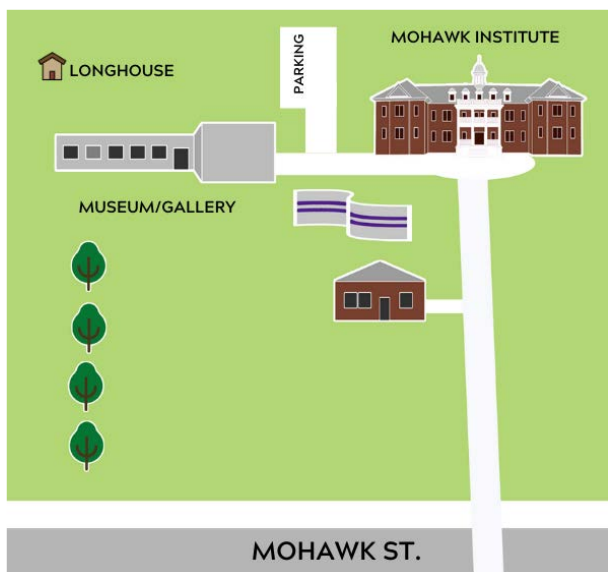 MOHAWK INSTITUTE
PARKING
LONGHOUSE
MUSEUM/GALLERY
MOHAWK ST.